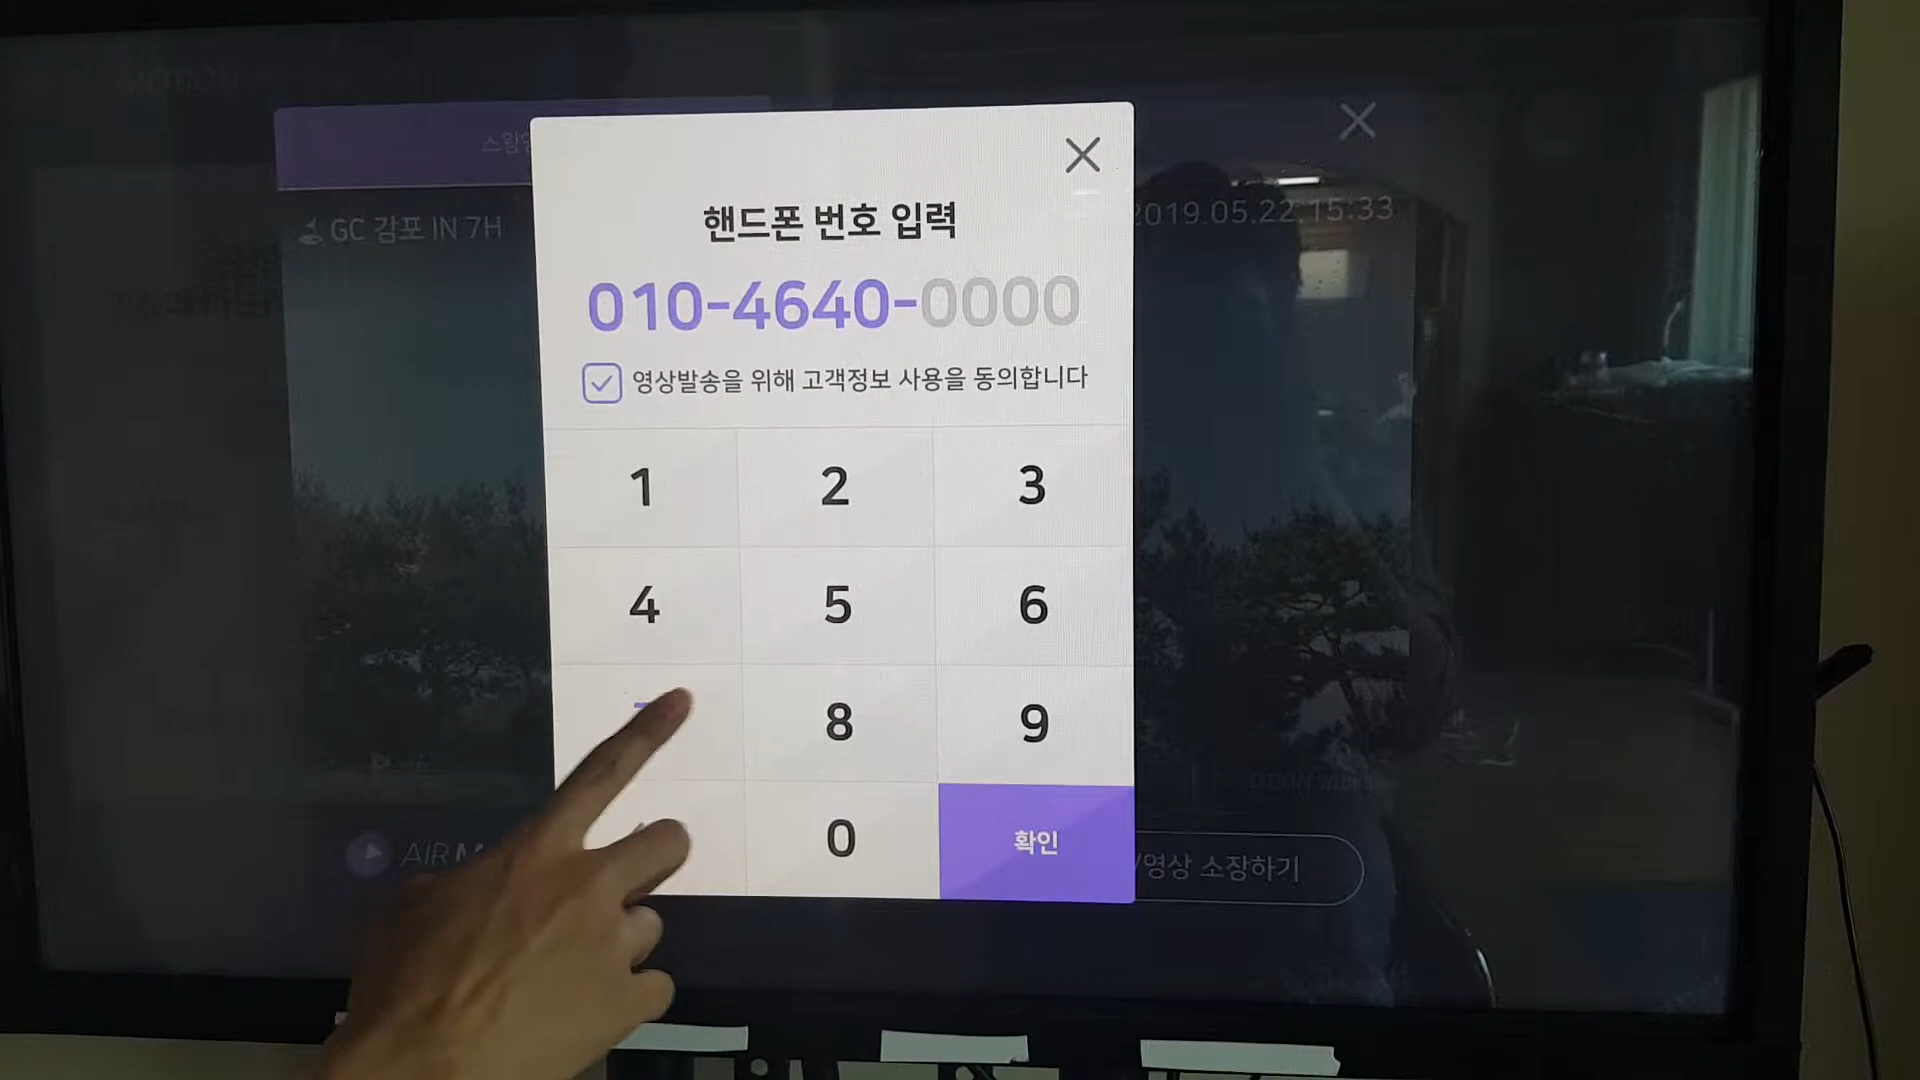 GC 감포 IN 7H
2019.05.22.15:33
핸드폰 번호 입력
010-4640-0000
영상발송을 위해 고객정보 사용을 동의합니다
1 2 3
4 5 6
8 9
0 확인
AIR
영상 소장하기